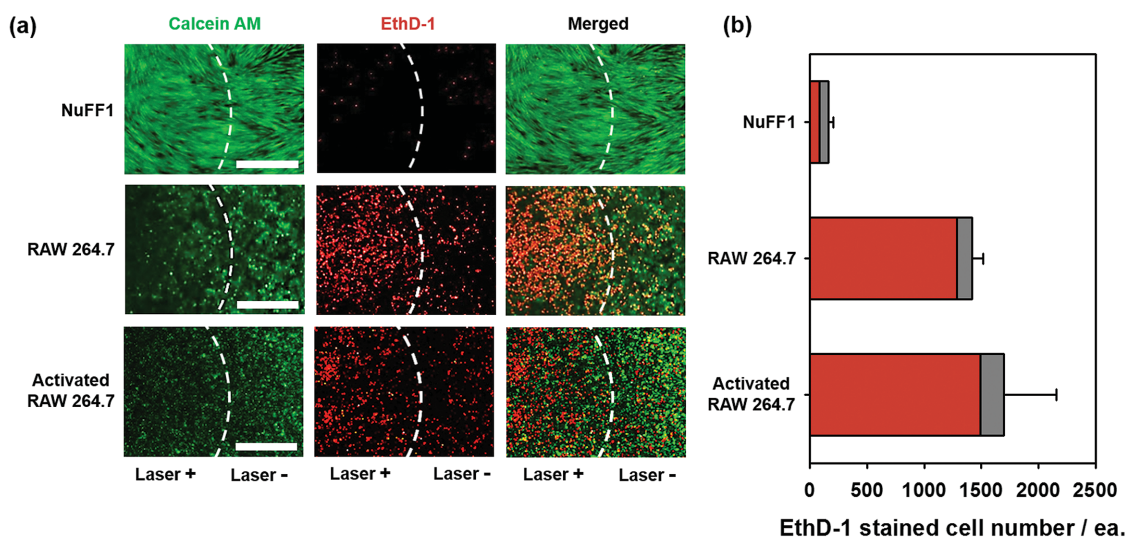 (a)
Calcein AM EthD-1 Merged
NuFF1
RAW 264.7
Activated
RAW 264.7
Laser + Laser - Laser + Laser - Laser + Laser -
(b)
NuFF1
RAW 264.7
Activated
RAW 264.7
0 500 1000 1500 2000 2500
EthD-1 stained cell number / ea.